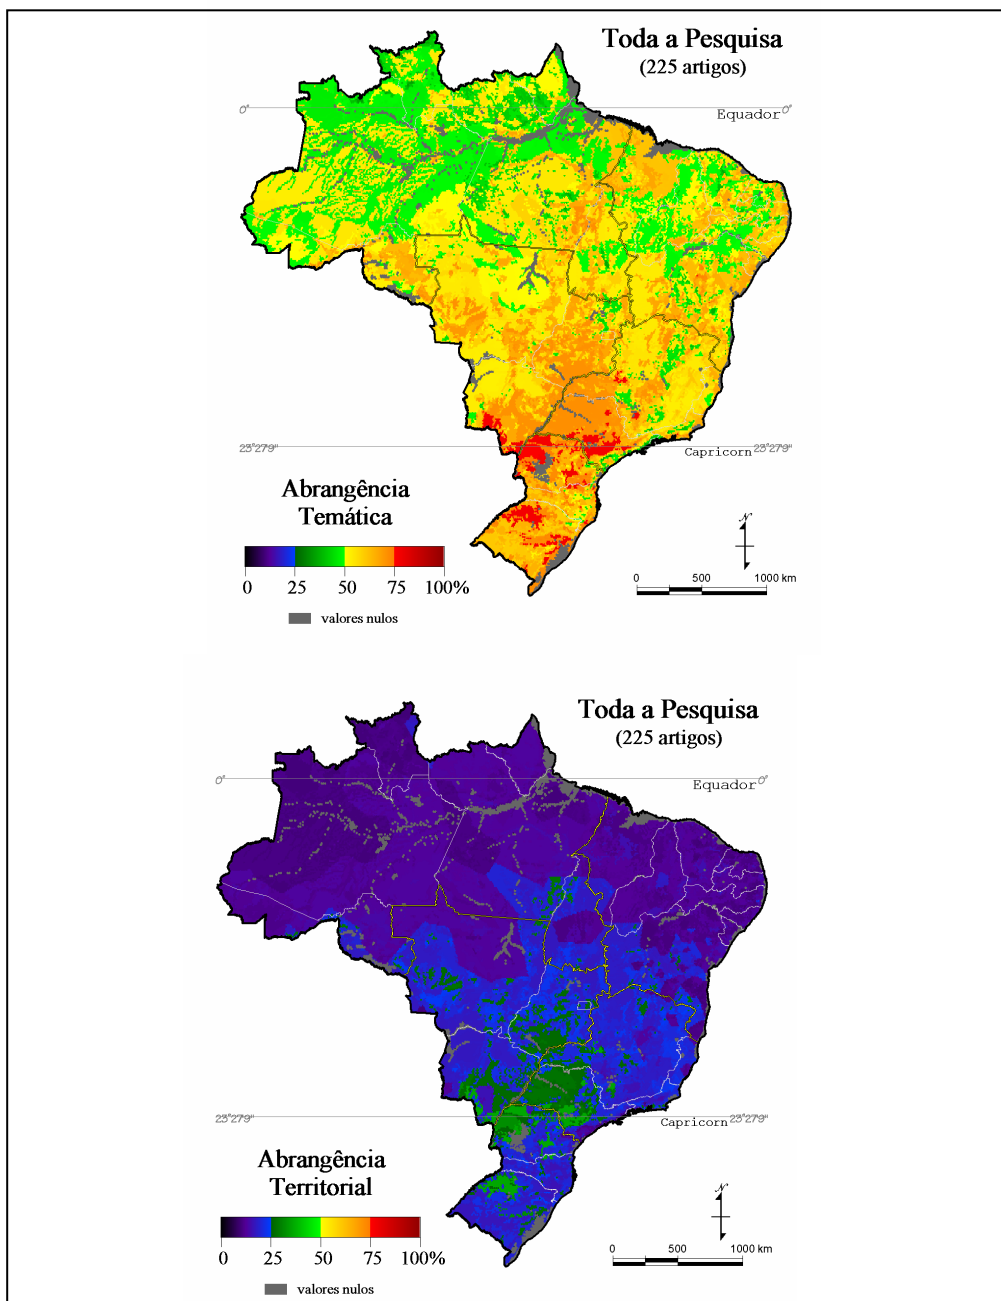 Toda a Pesquisa
(225 artigos)
0° 0°
Equador
23°27'9" 23°27'9"
Capricorn
Abrangência
Temática
N
0 25 50 75 100%
0 500 1000 km
valores nulos
Toda a Pesquisa
(225 artigos)
0° 0°
Equador
23°27'9" 23°27'9"
Capricorn
Abrangência
Territorial
N
0 25 50 75 100%
0 500 1000 km
valores nulos